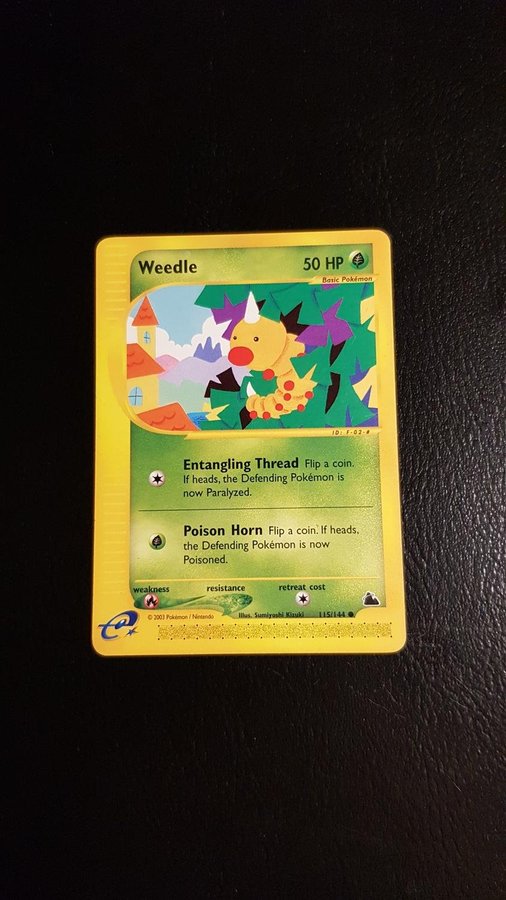 Weedle 50 HP
Basic Pokémon
ID: F-02-#
Entangling Thread Flip a coin.
If heads, the Defending Pokémon is
now Paralyzed.
Poison Horn Flip a coin. If heads,
the Defending Pokémon is now
Poisoned.
weakness resistance retreat cost
Illus. Sumiyoshi Kizuki 115/144
© 2003 Pokémon / Nintendo
e